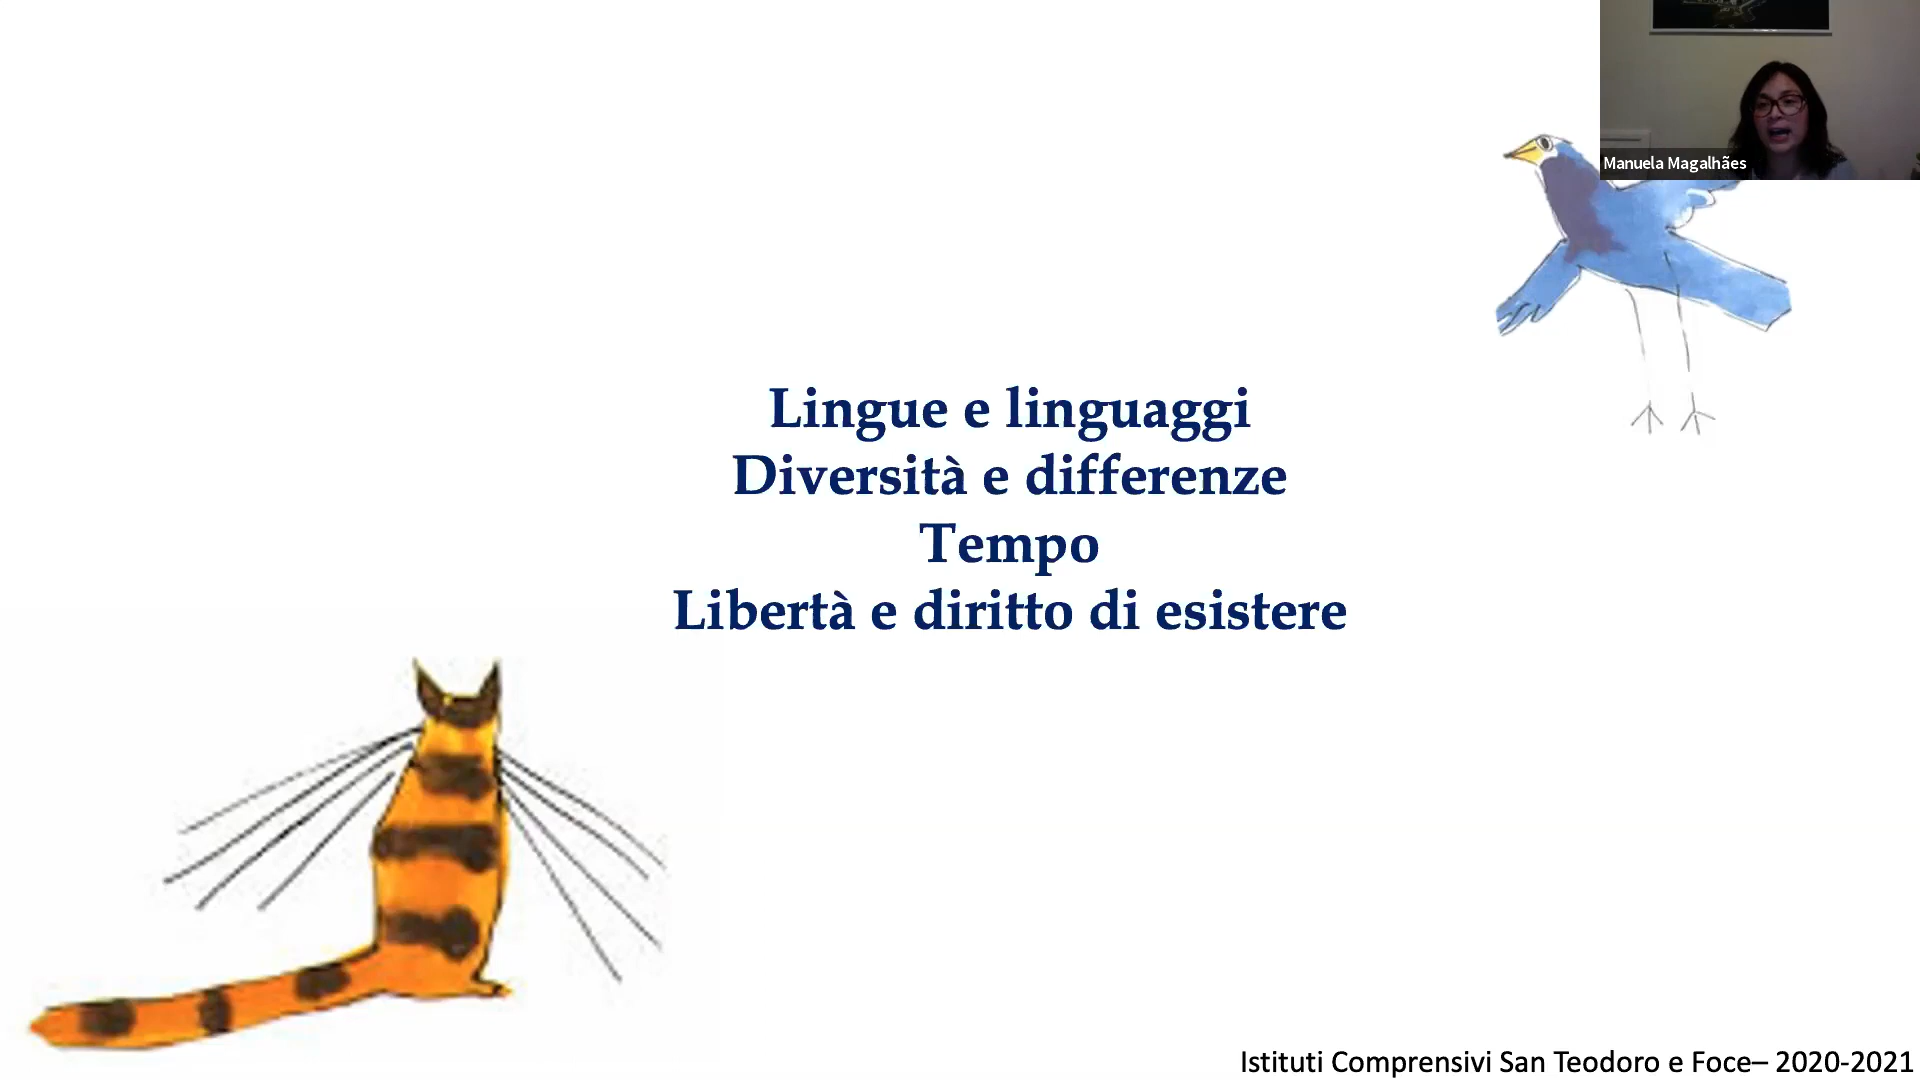 Manuela Magalhães
Lingue e linguaggi
Diversità e differenze
Tempo
Libertà e diritto di esistere
Istituti Comprensivi San Teodoro e Foce– 2020-2021